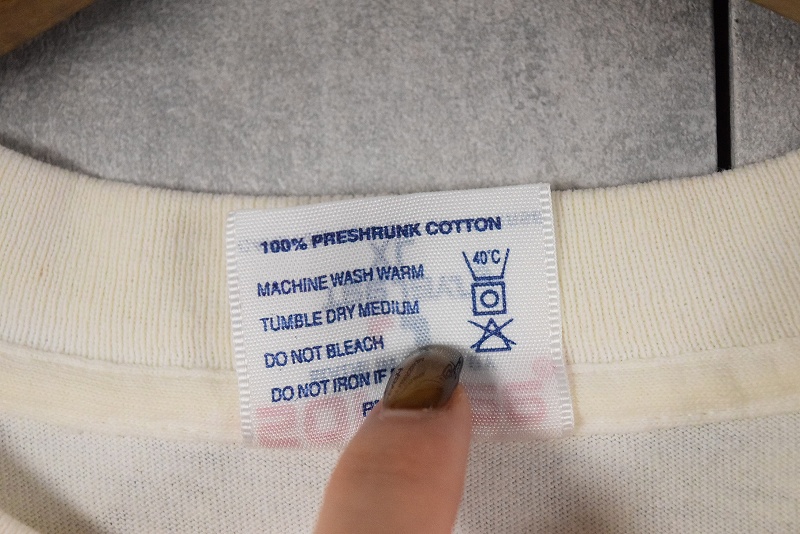 100% PRESHRUNK COTTON
MACHINE WASH WARM
40°C
TUMBLE DRY MEDIUM
DO NOT BLEACH
DO NOT IRON IF